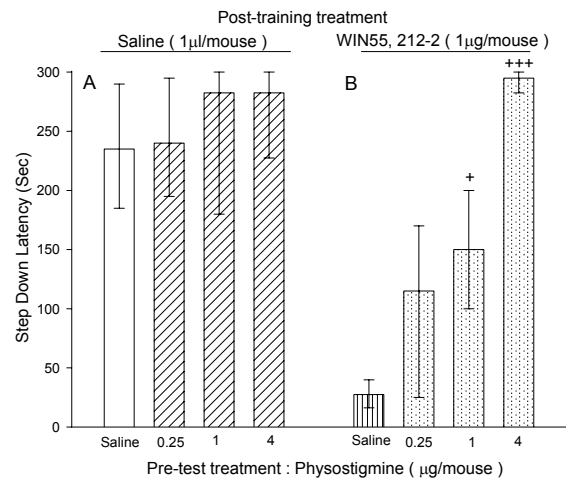 Post-training treatment
Saline ( 1μl/mouse )
WIN55, 212-2 ( 1μg/mouse )
A
B
+++
+
Step Down Latency (Sec)
300
250
200
150
100
50
0
Saline 0.25 1 4 Saline 0.25 1 4
Pre-test treatment : Physostigmine ( μg/mouse )